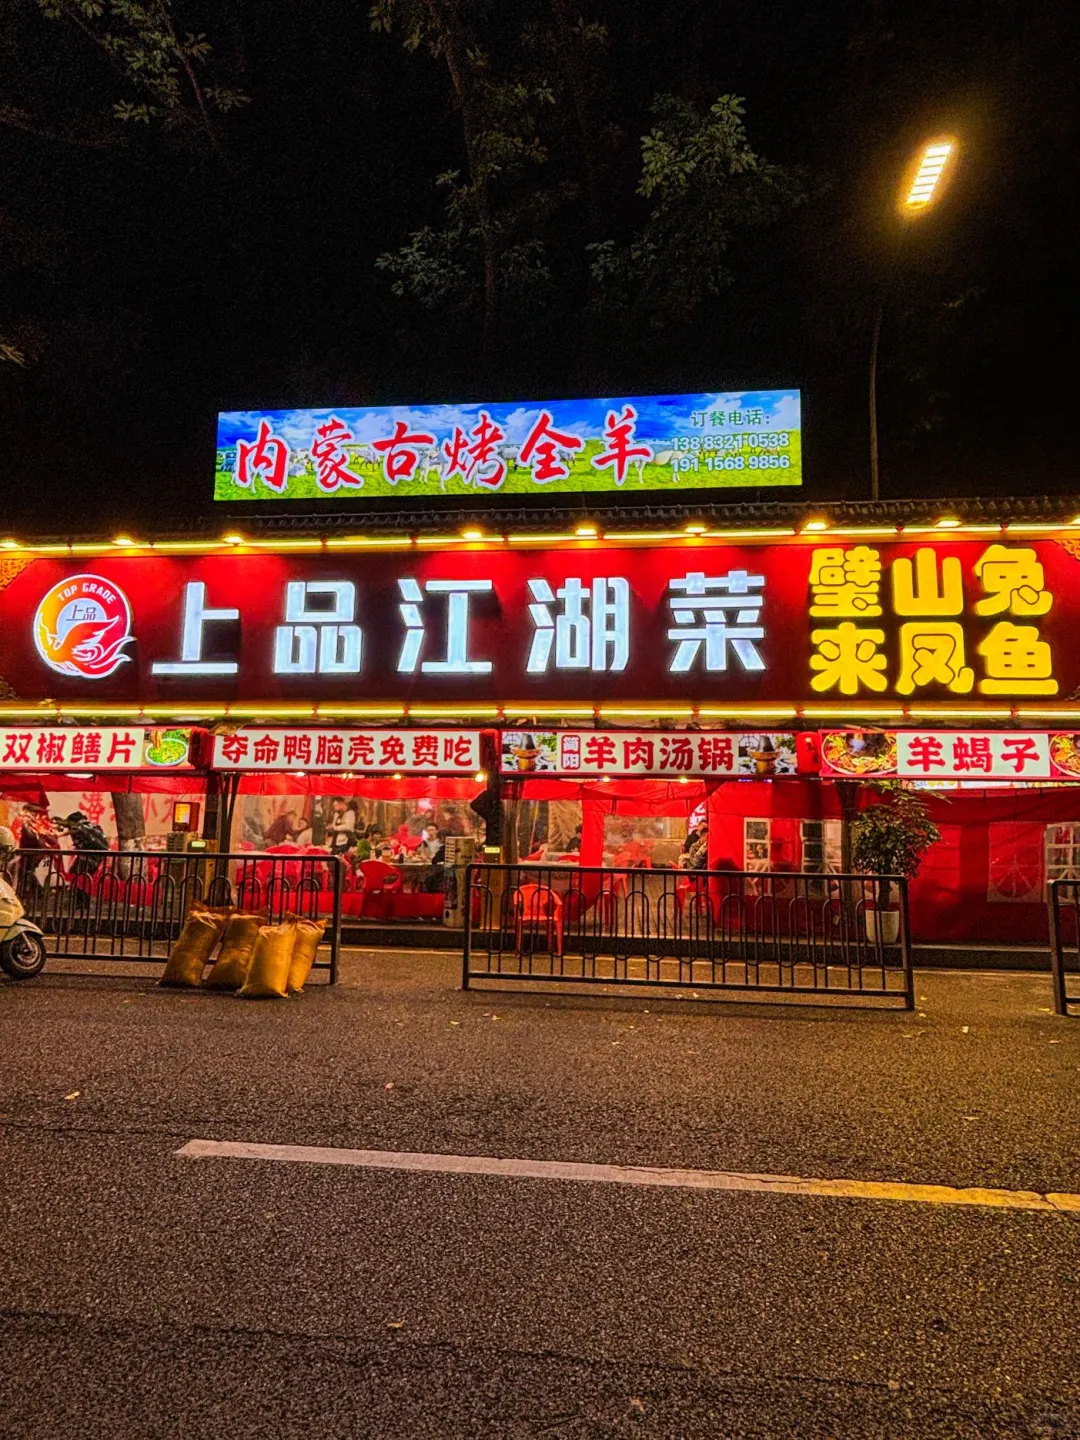 内蒙古烤全羊
订餐电话:
138 8321 0538
191 1568 9856
TOP GRADE
上品
上品江湖菜
璧山兔
来凤鱼
双椒鳝片
夺命鸭脑壳免费吃
简阳
羊肉汤锅
羊蝎子